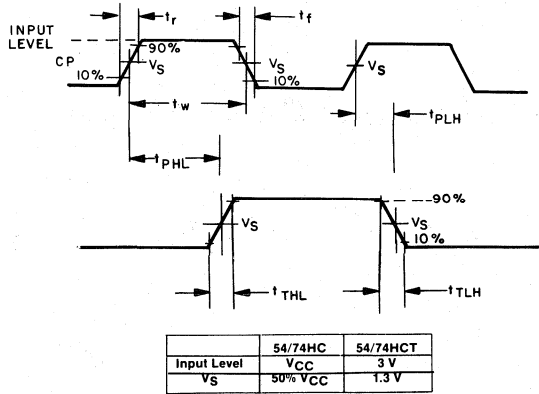 INPUT
LEVEL
CP
10%
90%
tr
VS
tw
tPHL
tf
VS
10%
VS
tPLH
VS
tTHL
90%
VS
10%
tTLH
54/74HC 54/74HCT
Input Level VCC 3 V
VS 50% VCC 1.3 V